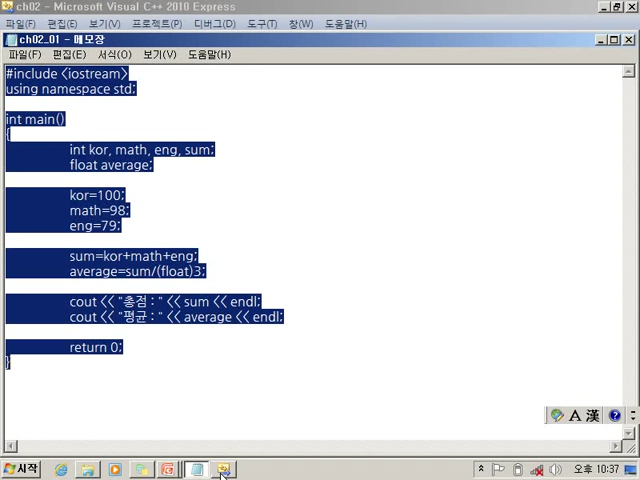 ch02 - Microsoft Visual C++ 2010 Express
파일(F) 편집(E) 보기(V) 프로젝트(P) 디버그(D) 도구(T) 창(W) 도움말(H)
ch02_01 - 메모장
파일(F) 편집(E) 서식(O) 보기(V) 도움말(H)
#include <iostream>
using namespace std;
int main()
{
int kor, math, eng, sum;
float average;
kor=100;
math=98;
eng=79;
sum=kor+math+eng;
average=sum/(float)3;
cout << "총점 : " << sum << endl;
cout << "평균 : " << average << endl;
return 0;
}
A 漢
시작 오후 10:37